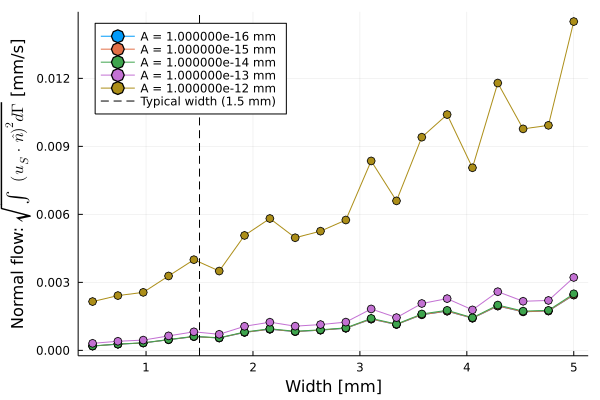 A = 1.000000e-16 mm
A = 1.000000e-15 mm
A = 1.000000e-14 mm
A = 1.000000e-13 mm
A = 1.000000e-12 mm
Typical width (1.5 mm)
Normal flow: √∫ (u_S · n̂)² dΓ [mm/s]
0.012
0.009
0.006
0.003
0.000
1 2 3 4 5
Width [mm]